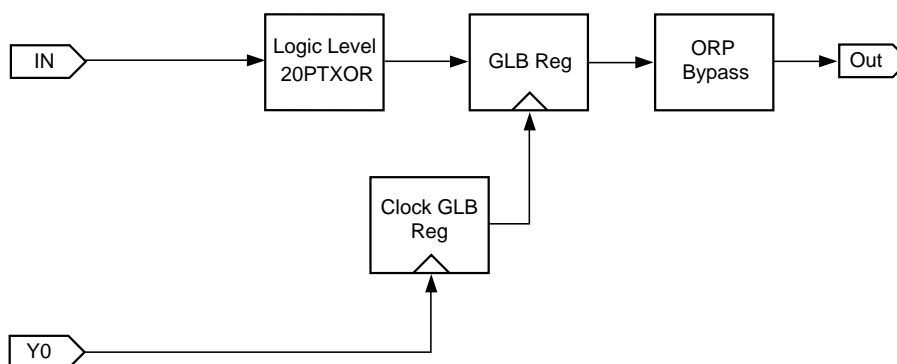 IN
Logic Level
20PTXOR
GLB Reg
ORP
Bypass
Out
Clock GLB
Reg
Y0